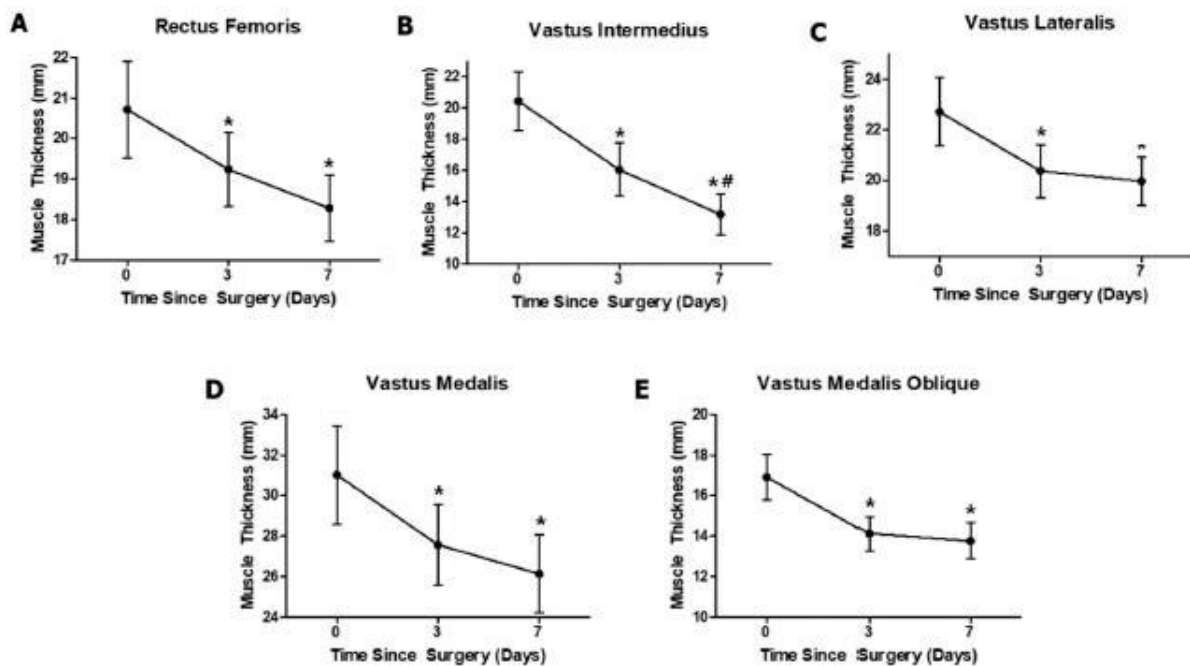 A
Rectus Femoris
Muscle Thickness (mm)
22
21
20
19
18
17
*
*
0 3 7
Time Since Surgery (Days)
B
Vastus Intermedius
Muscle Thickness (mm)
22
20
18
16
14
12
10
*
*#
0 3 7
Time Since Surgery (Days)
C
Vastus Lateralis
Muscle Thickness (mm)
24
22
20
18
*
0 3 7
Time Since Surgery (Days)
D
Vastus Medalis
Muscle Thickness (mm)
34
32
30
28
26
24
*
*
0 3 7
Time Since Surgery (Days)
E
Vastus Medalis Oblique
Muscle Thickness (mm)
20
18
16
14
12
10
*
*
0 3 7
Time Since Surgery (Days)